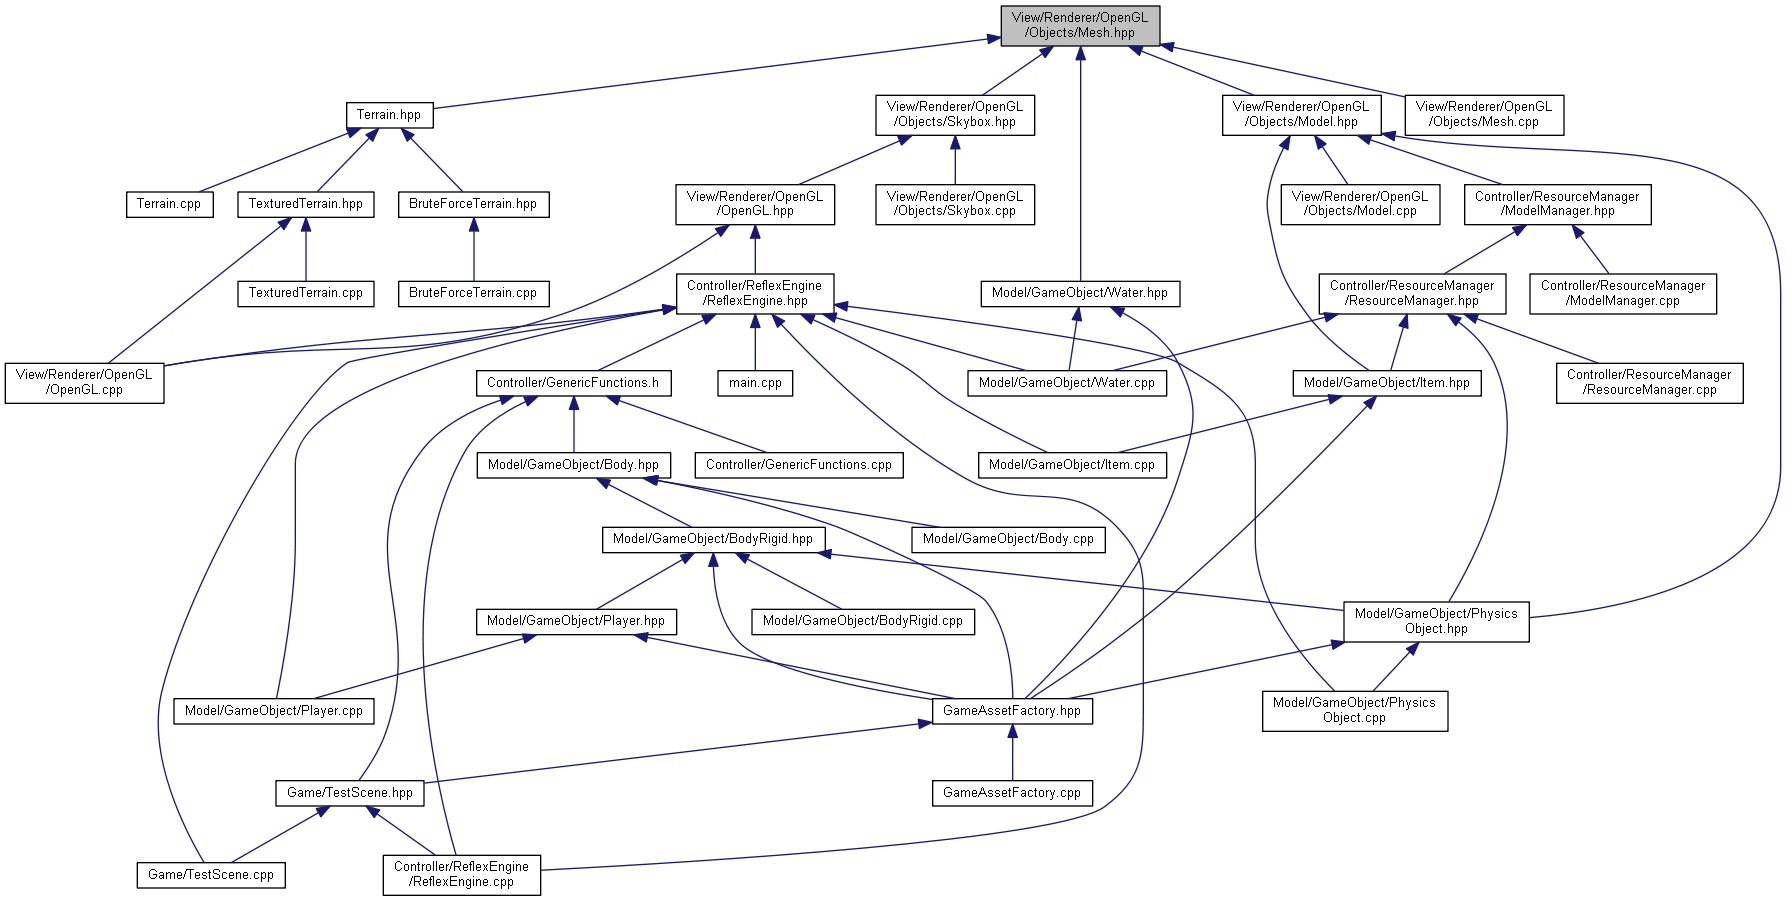 View/Renderer/OpenGL
/Objects/Mesh.hpp
Terrain.hpp
View/Renderer/OpenGL
/Objects/Skybox.hpp
View/Renderer/OpenGL
/Objects/Model.hpp
View/Renderer/OpenGL
/Objects/Mesh.cpp
Terrain.cpp
TexturedTerrain.hpp
BruteForceTerrain.hpp
View/Renderer/OpenGL
/OpenGL.hpp
View/Renderer/OpenGL
/Objects/Skybox.cpp
View/Renderer/OpenGL
/Objects/Model.cpp
Controller/ResourceManager
/ModelManager.hpp
TexturedTerrain.cpp
BruteForceTerrain.cpp
Controller/ReflexEngine
/ReflexEngine.hpp
Model/GameObject/Water.hpp
Controller/ResourceManager
/ResourceManager.hpp
Controller/ResourceManager
/ModelManager.cpp
View/Renderer/OpenGL
/OpenGL.cpp
Controller/GenericFunctions.h
main.cpp
Model/GameObject/Water.cpp
Model/GameObject/Item.hpp
Controller/ResourceManager
/ResourceManager.cpp
Model/GameObject/Body.hpp
Controller/GenericFunctions.cpp
Model/GameObject/Item.cpp
Model/GameObject/BodyRigid.hpp
Model/GameObject/Body.cpp
Model/GameObject/Player.hpp
Model/GameObject/BodyRigid.cpp
Model/GameObject/Physics
Object.hpp
Model/GameObject/Player.cpp
GameAssetFactory.hpp
Model/GameObject/Physics
Object.cpp
Game/TestScene.hpp
GameAssetFactory.cpp
Game/TestScene.cpp
Controller/ReflexEngine
/ReflexEngine.cpp